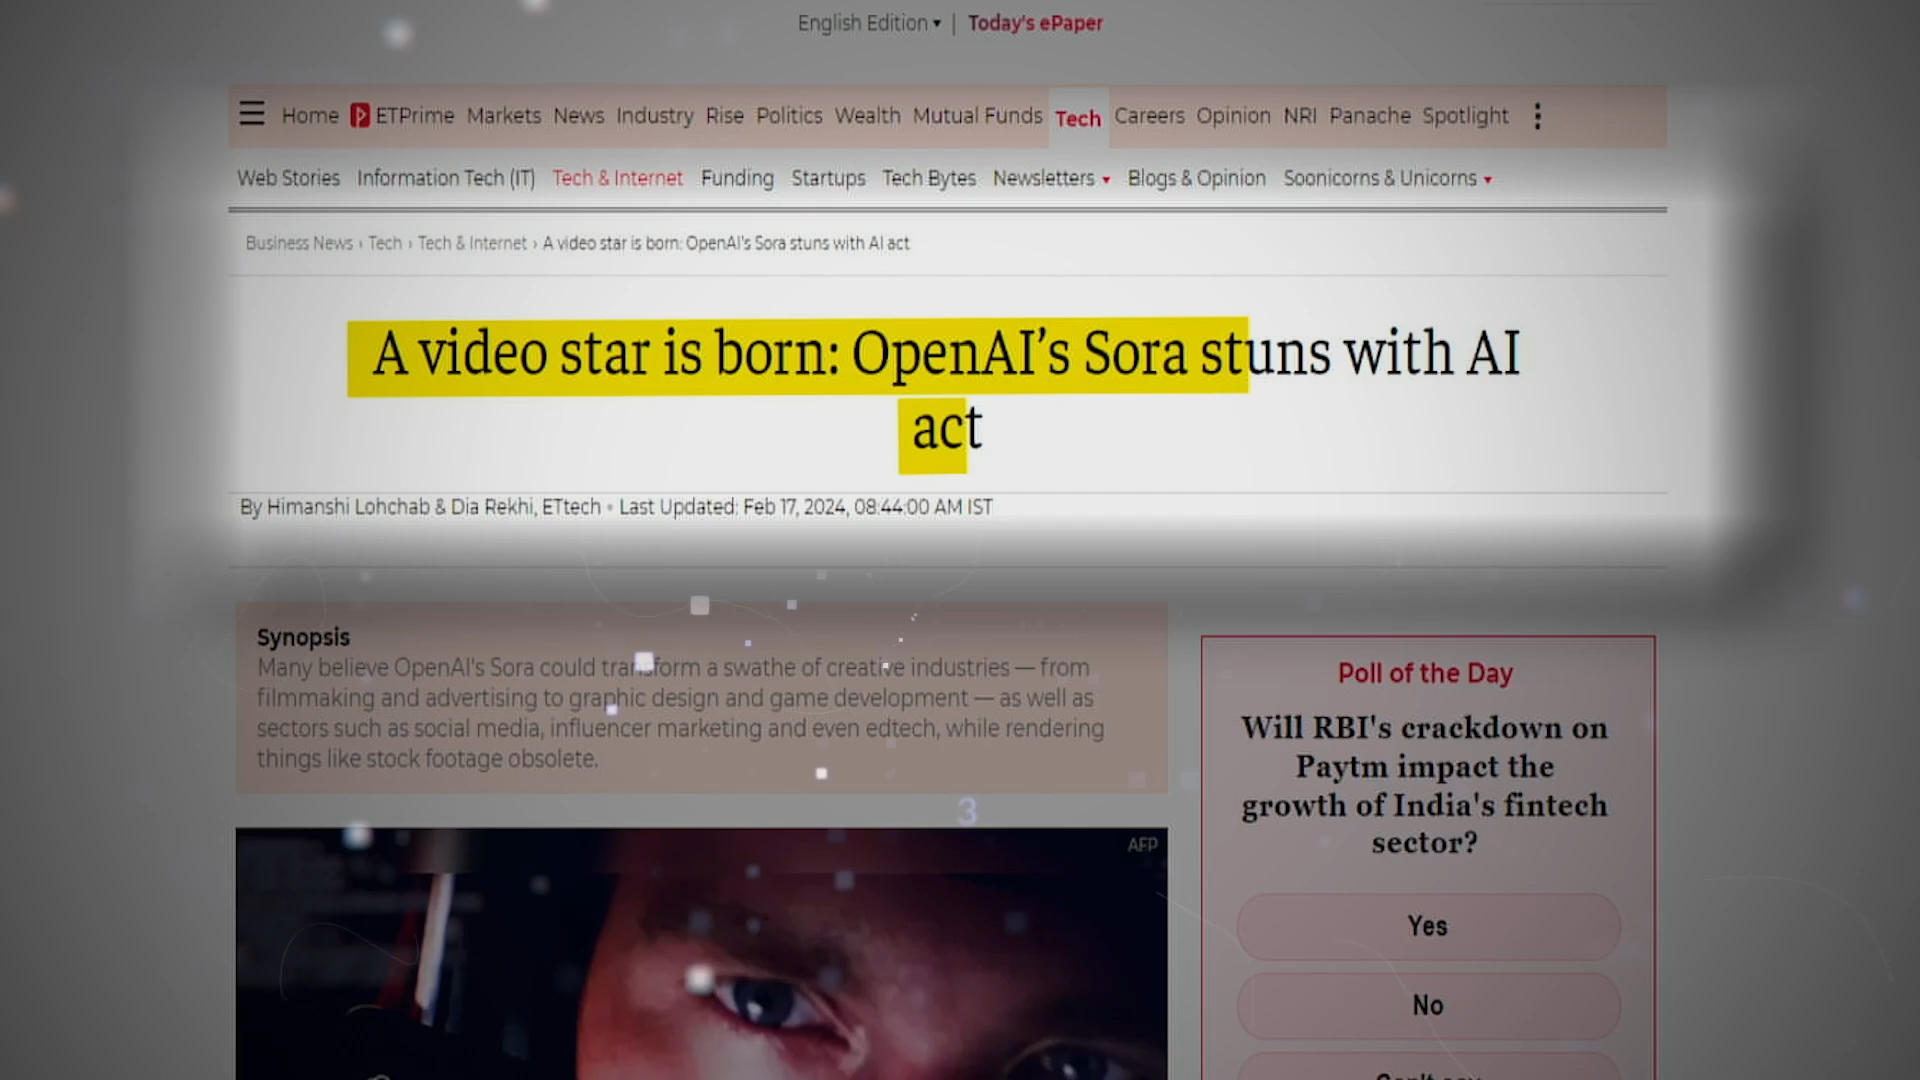 English Edition | Today's ePaper
Home ETPrime Markets News Industry Rise Politics Wealth Mutual Funds Tech Careers Opinion NRI Panache Spotlight
Web Stories Information Tech (IT) Tech & Internet Funding Startups Tech Bytes Newsletters Blogs & Opinion Soonicorns & Unicorns
Business News › Tech › Tech & Internet › A video star is born: OpenAI's Sora stuns with AI act
A video star is born: OpenAI’s Sora stuns with AI
act
By Himanshi Lohchab & Dia Rekhi, ETtech • Last Updated: Feb 17, 2024, 08:44:00 AM IST
Synopsis
Many believe OpenAI's Sora could transform a swathe of creative industries — from
filmmaking and advertising to graphic design and game development — as well as
sectors such as social media, influencer marketing and even edtech, while rendering
things like stock footage obsolete.
3
AFP
Poll of the Day
Will RBI's crackdown on
Paytm impact the
growth of India's fintech
sector?
Yes
No